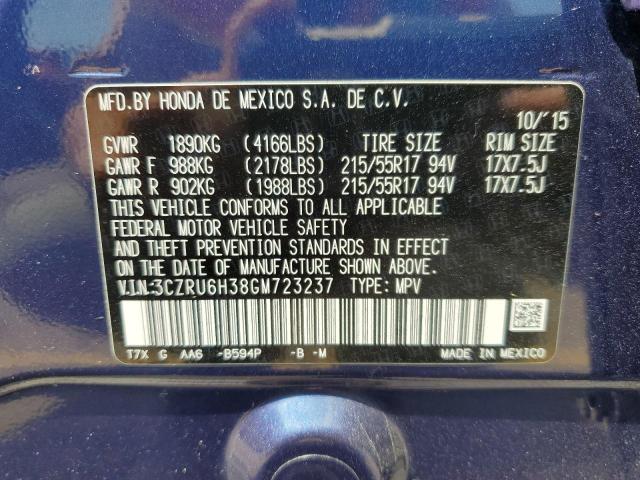 MFD.BY HONDA DE MEXICO S.A. DE C.V.
10/'15
GVWR 1890KG (4166LBS) TIRE SIZE RIM SIZE
GAWR F 988KG (2178LBS) 215/55R17 94V 17X7.5J
GAWR R 902KG (1988LBS) 215/55R17 94V 17X7.5J
THIS VEHICLE CONFORMS TO ALL APPLICABLE
FEDERAL MOTOR VEHICLE SAFETY
AND THEFT PREVENTION STANDARDS IN EFFECT
ON THE DATE OF MANUFACTURE SHOWN ABOVE.
V.I.N:3CZRU6H38GM723237 TYPE: MPV
T7X G AA6 -B594P -B -M MADE IN MEXICO